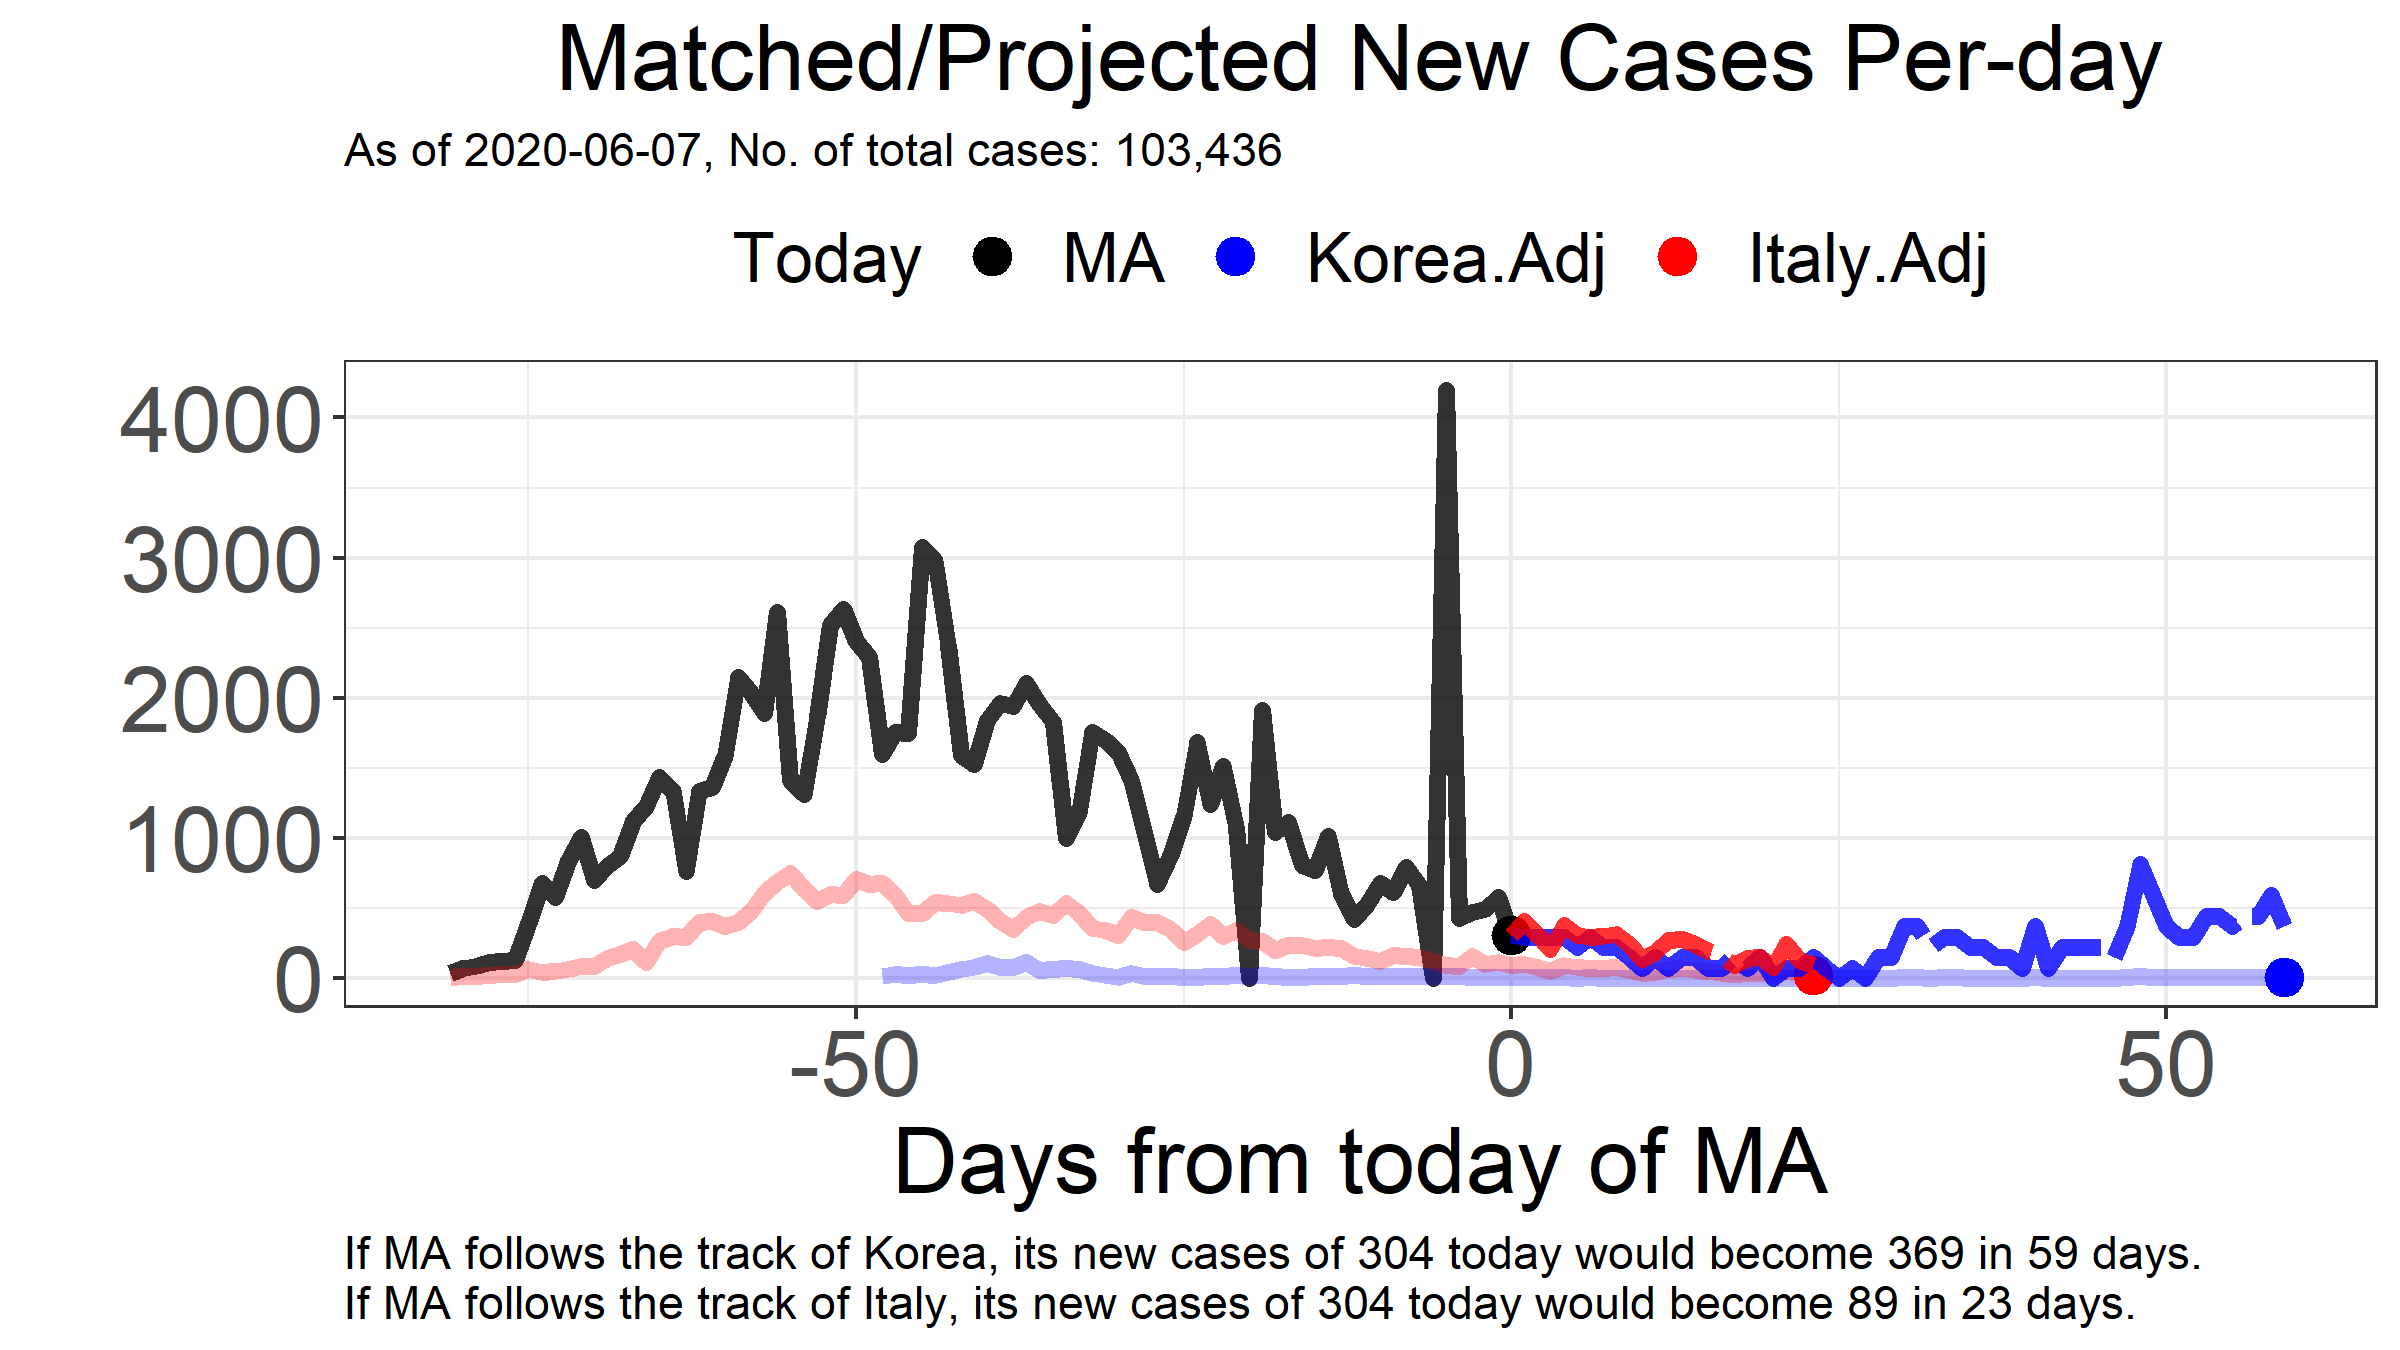 Matched/Projected New Cases Per-day
As of 2020-06-07, No. of total cases: 103,436
Today MA Korea.Adj Italy.Adj
4000
3000
2000
1000
0
-50 0 50
Days from today of MA
If MA follows the track of Korea, its new cases of 304 today would become 369 in 59 days.
If MA follows the track of Italy, its new cases of 304 today would become 89 in 23 days.